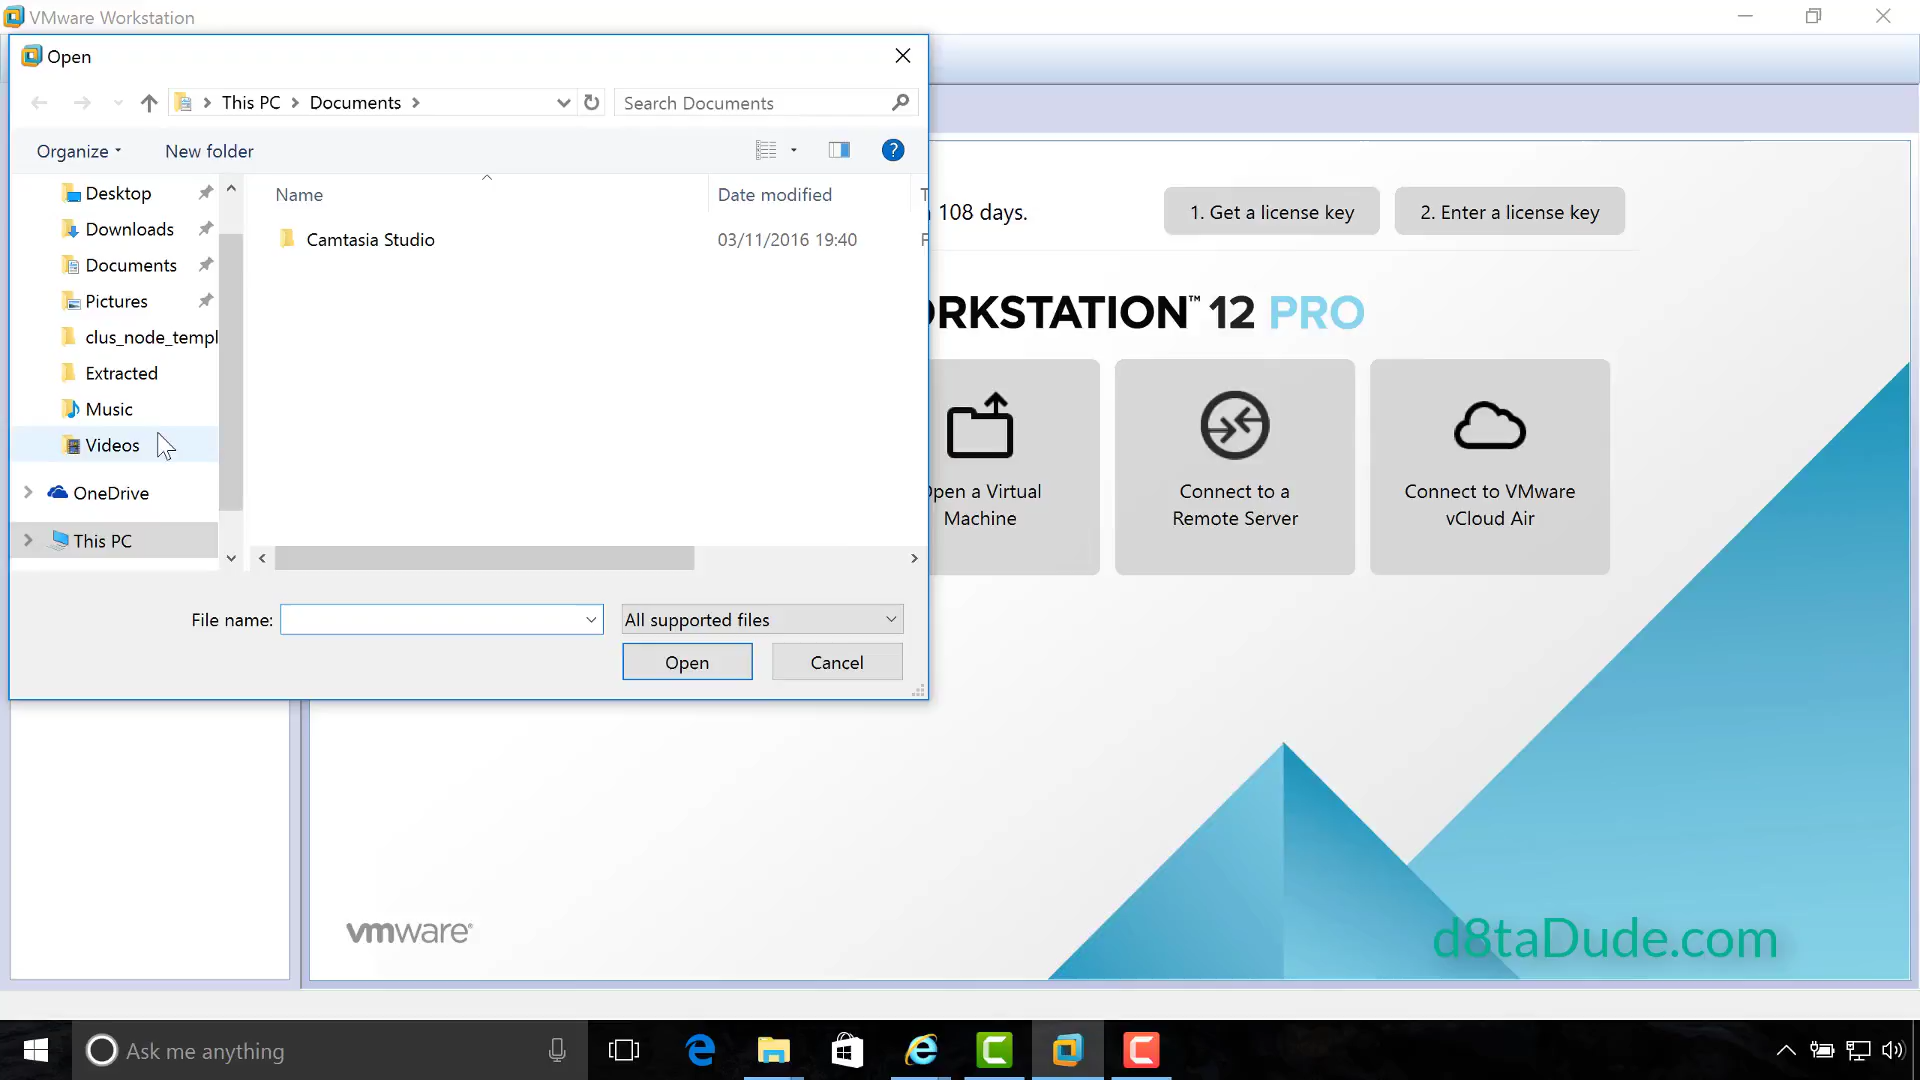 VMware Workstation
Open
This PC Documents
Search Documents
Organize
New folder
Desktop
Downloads
Documents
Pictures
clus_node_templ
Extracted
Music
Videos
OneDrive
This PC
Name Date modified T
Camtasia Studio 03/11/2016 19:40 F
File name:
All supported files
Open
Cancel
108 days.
1. Get a license key
2. Enter a license key
ORKSTATION™ 12 PRO
pen a Virtual
Machine
Connect to a
Remote Server
Connect to VMware
vCloud Air
vmware®
d8taDude.com
Ask me anything